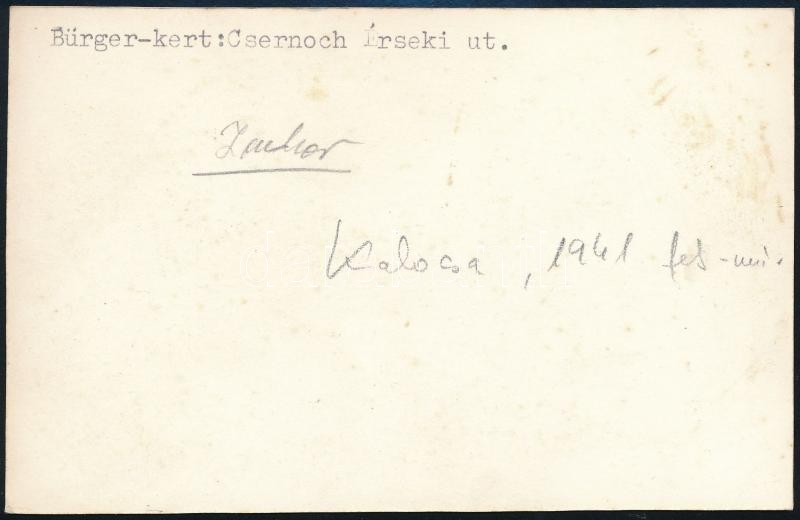 Bürger-kert:Csernoch Érseki ut.
Kalocsa, 1941